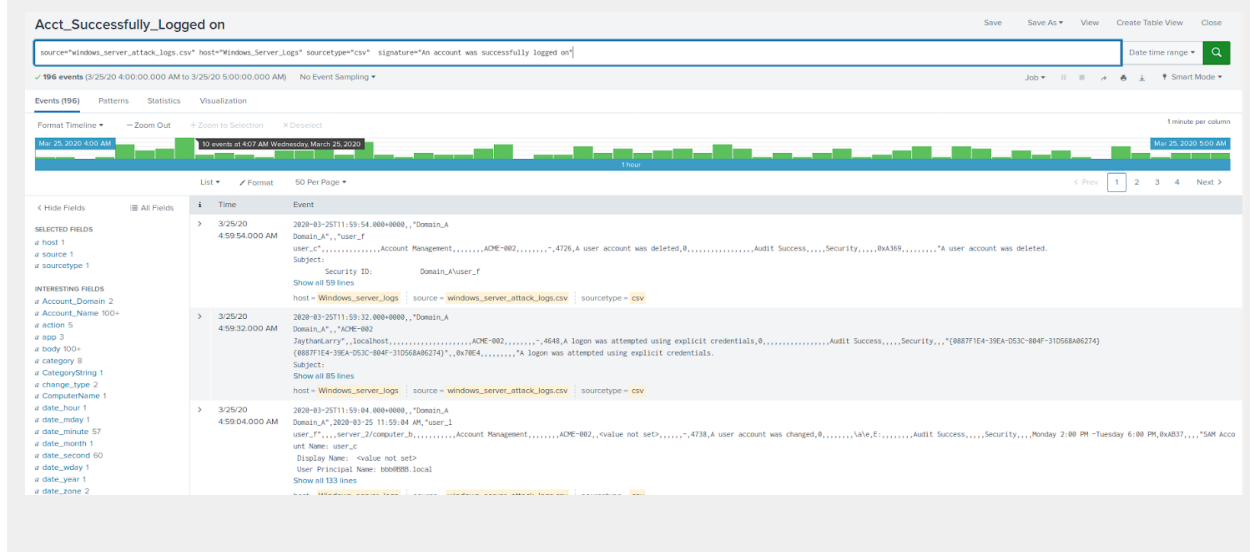 Acct_Successfully_Logged on
Save Save As View Create Table View Close
source="windows_server_attack_logs.csv" host="Windows_Server_Logs" sourcetype="csv" signature="An account was successfully logged on"
Date time range
196 events (3/25/20 4:00:00.000 AM to 3/25/20 5:00:00.000 AM) No Event Sampling
Job Smart Mode
Events (196) Patterns Statistics Visualization
Format Timeline — Zoom Out + Zoom to Selection × Deselect
1 minute per column
Mar 25, 2020 4:00 AM
10 events at 4:07 AM Wednesday, March 25, 2020
Mar 25, 2020 5:00 AM
1 hour
List Format 50 Per Page
< Prev 1 2 3 4 Next >
< Hide Fields All Fields
i Time Event
SELECTED FIELDS
a host 1
a source 1
a sourcetype 1
INTERESTING FIELDS
a Account_Domain 2
a Account_Name 100+
a action 5
a app 3
a body 100+
a category 8
a CategoryString 1
a change_type 2
a ComputerName 1
a date_hour 1
a date_mday 1
a date_minute 57
a date_month 1
a date_second 60
a date_wday 1
a date_year 1
a date_zone 2
> 3/25/20
4:59:54.000 AM
2020-03-25T11:59:54.000+0000,,"Domain_A
Domain_A",,"user_f
user_c",,,,,,,,,,,,,,Account Management,,,,,,,,ACME-002,,,,,,,,-,4726,A user account was deleted,0,,,,,,,,,,,,,,,,Audit Success,,,,,Security,,,,,0xA369,,,,,,,,,"A user account was deleted.
Subject:
Security ID: Domain_A\user_f
Show all 59 lines
host = Windows_server_logs source = windows_server_attack_logs.csv sourcetype = csv
> 3/25/20
4:59:32.000 AM
2020-03-25T11:59:32.000+0000,,"Domain_A
Domain_A",,"ACME-002
JaythanLarry",,localhost,,,,,,,,,,,,,,,,,,,,,ACME-002,,,,,,,,-,4648,A logon was attempted using explicit credentials,0,,,,,,,,,,,,,,,,Audit Success,,,,,Security,,,"{0887F1E4-39EA-D53C-804F-31D568A06274}
{0887F1E4-39EA-D53C-804F-31D568A06274}",,0x70E4,,,,,,,,,"A logon was attempted using explicit credentials.
Subject:
Show all 85 lines
host = Windows_server_logs source = windows_server_attack_logs.csv sourcetype = csv
> 3/25/20
4:59:04.000 AM
2020-03-25T11:59:04.000+0000,,"Domain_A
Domain_A",2020-03-25 11:59:04 AM,"user_l
user_f",,,,server_2/computer_b,,,,,,,,,,,Account Management,,,,,,,,ACME-002,,<value not set>,,,,,,-,4738,A user account was changed,0,,,,,,,,\a\e,E:,,,,,,,,Audit Success,,,,,Security,,,,Monday 2:00 PM -Tuesday 6:00 PM,0xAB37,,,,"SAM Acco
unt Name: user_c
Display Name: <value not set>
User Principal Name: bbb@BBB.local
Show all 133 lines